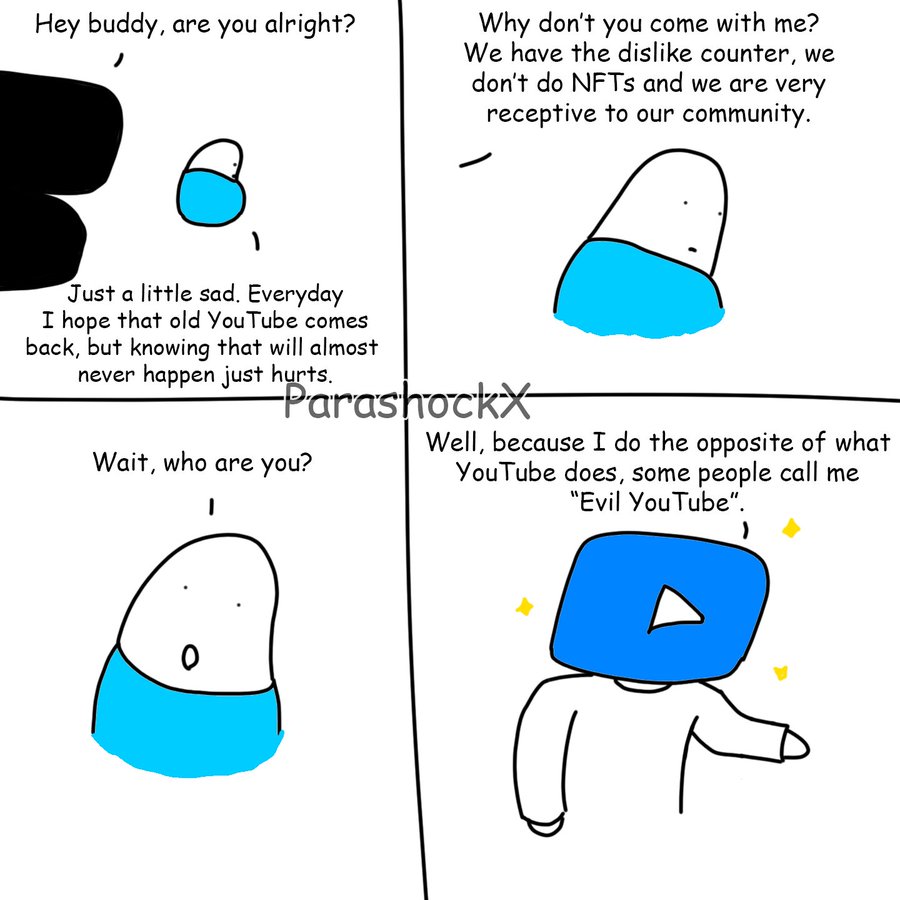 Hey buddy, are you alright?
Just a little sad. Everyday
I hope that old YouTube comes
back, but knowing that will almost
never happen just hurts.
Why don't you come with me?
We have the dislike counter, we
don't do NFTs and we are very
receptive to our community.
ParashockX
Wait, who are you?
Well, because I do the opposite of what
YouTube does, some people call me
“Evil YouTube”.